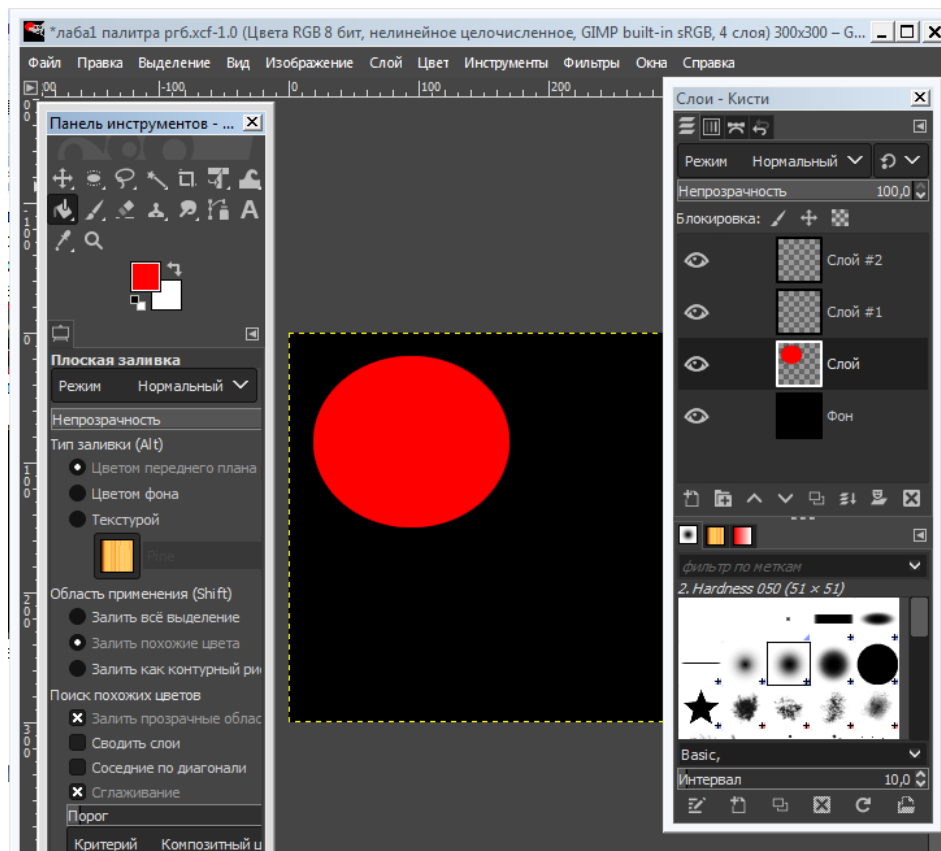 *лаба1 палитра ргб.xcf-1.0 (Цвета RGB 8 бит, нелинейное целочисленное, GIMP built-in sRGB, 4 слоя) 300x300 – G...
Файл Правка Выделение Вид Изображение Слой Цвет Инструменты Фильтры Окна Справка
-100 0 100 200
Панель инструментов - ...
Плоская заливка
Режим Нормальный
Непрозрачность
Тип заливки (Alt)
Цветом переднего плана
Цветом фона
Текстурой
Pine
Область применения (Shift)
Залить всё выделение
Залить похожие цвета
Залить как контурный ри
Поиск похожих цветов
Залить прозрачные облас
Сводить слои
Соседние по диагонали
Сглаживание
Порог
Критерий Композитный ц
Слои - Кисти
Режим Нормальный
Непрозрачность 100,0
Блокировка:
Слой #2
Слой #1
Слой
Фон
фильтр по меткам
2. Hardness 050 (51 × 51)
Basic,
Интервал 10,0